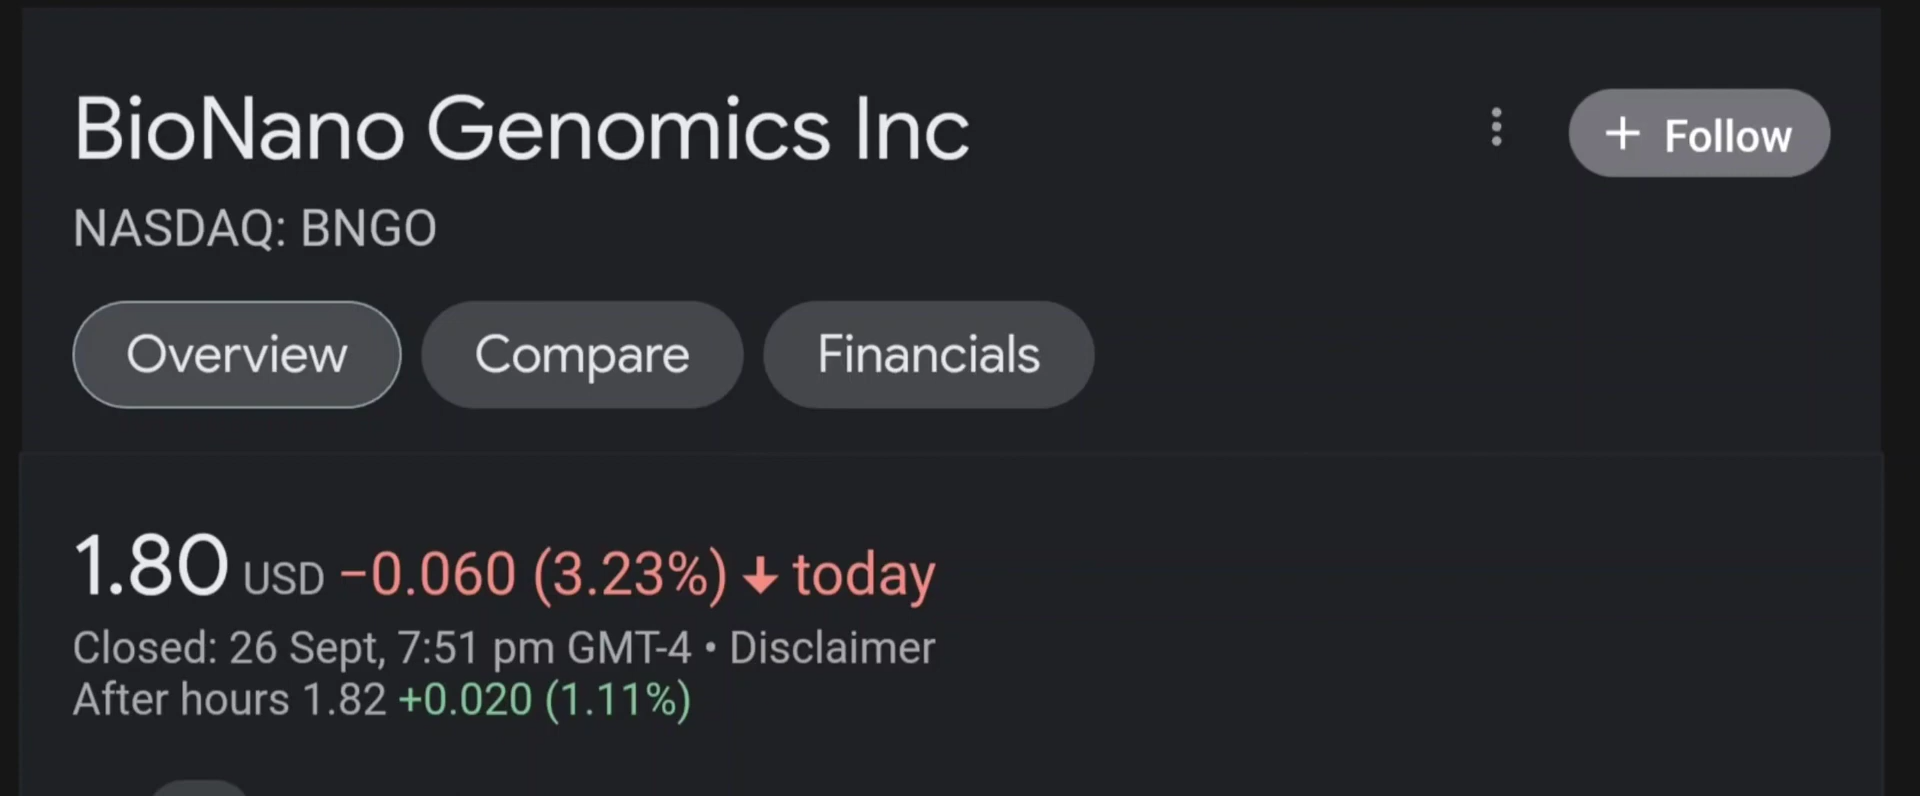 BioNano Genomics Inc
+ Follow
NASDAQ: BNGO
Overview
Compare
Financials
1.80 USD −0.060 (3.23%) ↓ today
Closed: 26 Sept, 7:51 pm GMT-4 • Disclaimer
After hours 1.82 +0.020 (1.11%)